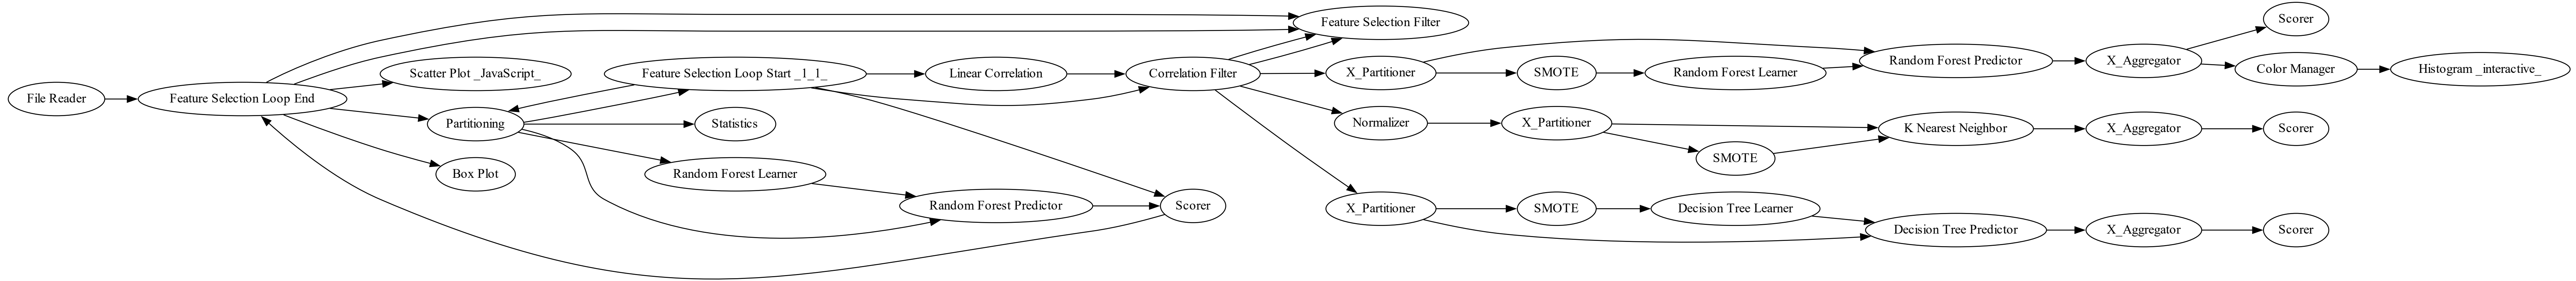 File Reader
Feature Selection Loop End
Scatter Plot _JavaScript_
Partitioning
Box Plot
Feature Selection Loop Start _1_1_
Statistics
Random Forest Learner
Linear Correlation
Random Forest Predictor
Correlation Filter
Scorer
Feature Selection Filter
X_Partitioner
SMOTE
Random Forest Learner
Random Forest Predictor
X_Aggregator
Scorer
Color Manager
Histogram _interactive_
Normalizer
X_Partitioner
SMOTE
K Nearest Neighbor
X_Aggregator
Scorer
X_Partitioner
SMOTE
Decision Tree Learner
Decision Tree Predictor
X_Aggregator
Scorer